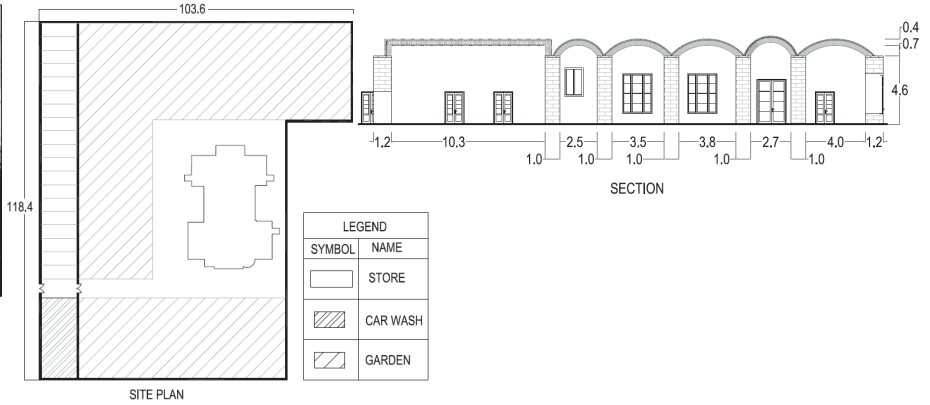 103.6
118.4
SITE PLAN
LEGEND
SYMBOL NAME
STORE
CAR WASH
GARDEN
0.4
0.7
4.6
1.2 10.3 2.5 3.5 3.8 2.7 4.0 1.2
1.0 1.0 1.0 1.0 1.0
SECTION